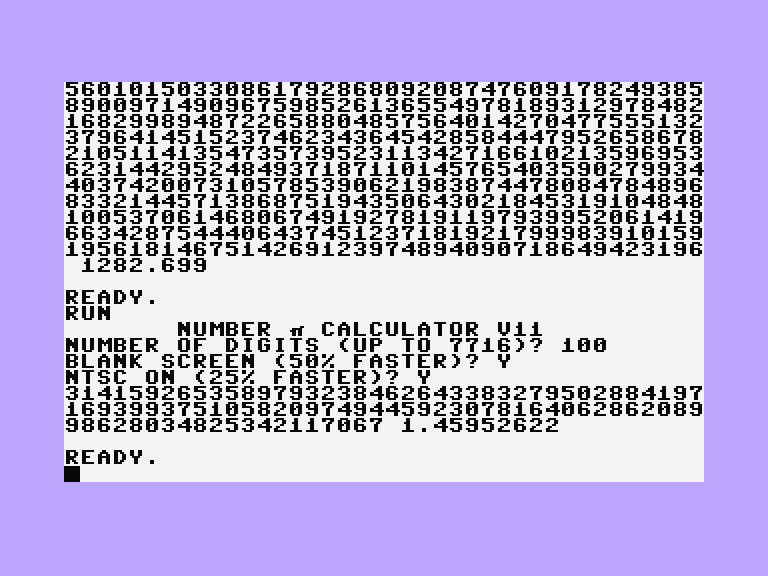 5601015033086179286809208747609178249385
8900971490967598526136554978189312978482
1682998948722658804857564014270477555132
3796414515237462343645428584447952658678
2105114135473573952311342716610213596953
6231442952484937187110145765403590279934
4037420073105785390621983874478084784896
8332144571386875194350643021845319104848
1005370614680674919278191197939952061419
6634287544406437451237181921799983910159
1956181467514269123974894090718649423196
1282.699
READY.
RUN
NUMBER π CALCULATOR V11
NUMBER OF DIGITS (UP TO 7716)? 100
BLANK SCREEN (50% FASTER)? Y
NTSC ON (25% FASTER)? Y
3141592653589793238462643383279502884197
1693993751058209749445923078164062862089
98628034825342117067 1.45952622
READY.